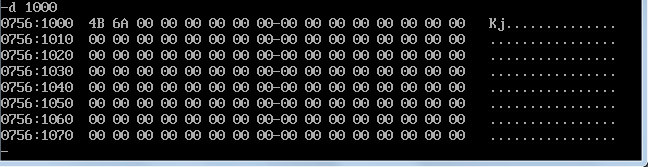 -d 1000
0756:1000  4B 6A 00 00 00 00 00 00-00 00 00 00 00 00 00 00   Kj..............
0756:1010  00 00 00 00 00 00 00 00-00 00 00 00 00 00 00 00   ................
0756:1020  00 00 00 00 00 00 00 00-00 00 00 00 00 00 00 00   ................
0756:1030  00 00 00 00 00 00 00 00-00 00 00 00 00 00 00 00   ................
0756:1040  00 00 00 00 00 00 00 00-00 00 00 00 00 00 00 00   ................
0756:1050  00 00 00 00 00 00 00 00-00 00 00 00 00 00 00 00   ................
0756:1060  00 00 00 00 00 00 00 00-00 00 00 00 00 00 00 00   ................
0756:1070  00 00 00 00 00 00 00 00-00 00 00 00 00 00 00 00   ................
-